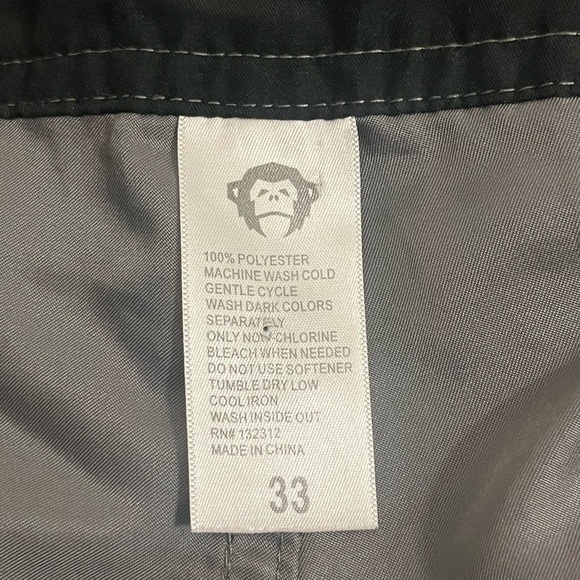 100% POLYESTER
MACHINE WASH COLD
GENTLE CYCLE
WASH DARK COLORS
SEPARATELY
ONLY NON-CHLORINE
BLEACH WHEN NEEDED
DO NOT USE SOFTENER
TUMBLE DRY LOW
COOL IRON
WASH INSIDE OUT
RN# 132312
MADE IN CHINA
33